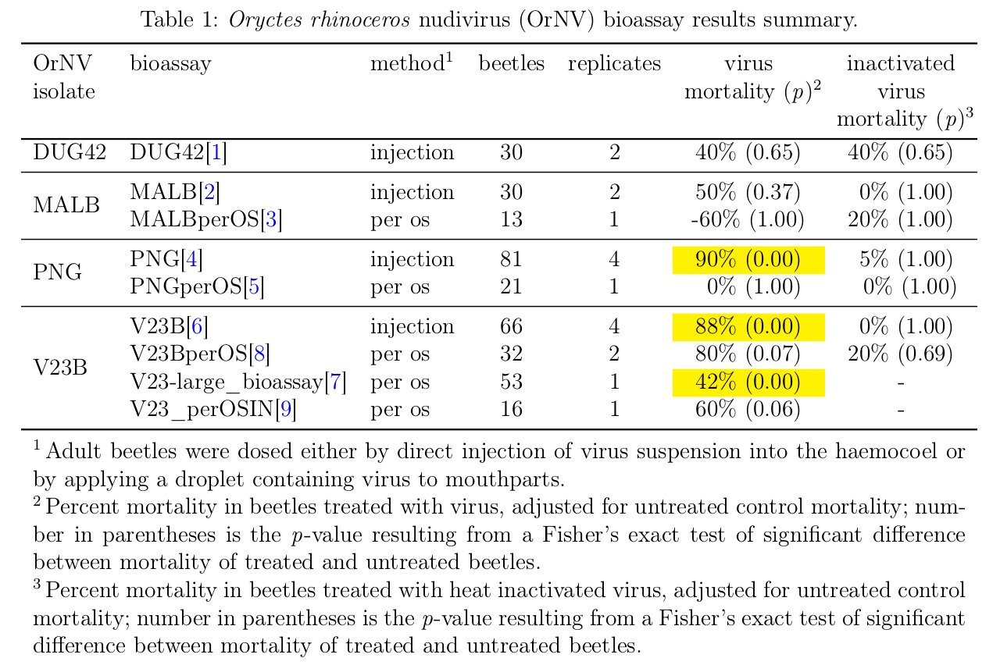 Table 1: Oryctes rhinoceros nudivirus (OrNV) bioassay results summary.
OrNV isolate bioassay method¹ beetles replicates virus mortality (p)² inactivated virus mortality (p)³
DUG42 DUG42[1] injection 30 2 40% (0.65) 40% (0.65)
MALB MALB[2] injection 30 2 50% (0.37) 0% (1.00)
MALBperOS[3] per os 13 1 -60% (1.00) 20% (1.00)
PNG PNG[4] injection 81 4 90% (0.00) 5% (1.00)
PNGperOS[5] per os 21 1 0% (1.00) 0% (1.00)
V23B V23B[6] injection 66 4 88% (0.00) 0% (1.00)
V23BperOS[8] per os 32 2 80% (0.07) 20% (0.69)
V23-large_bioassay[7] per os 53 1 42% (0.00) -
V23_perOSIN[9] per os 16 1 60% (0.06) -
¹ Adult beetles were dosed either by direct injection of virus suspension into the haemocoel or
by applying a droplet containing virus to mouthparts.
² Percent mortality in beetles treated with virus, adjusted for untreated control mortality; num-
ber in parentheses is the p-value resulting from a Fisher's exact test of significant difference
between mortality of treated and untreated beetles.
³ Percent mortality in beetles treated with heat inactivated virus, adjusted for untreated control
mortality; number in parentheses is the p-value resulting from a Fisher's exact test of significant
difference between mortality of treated and untreated beetles.